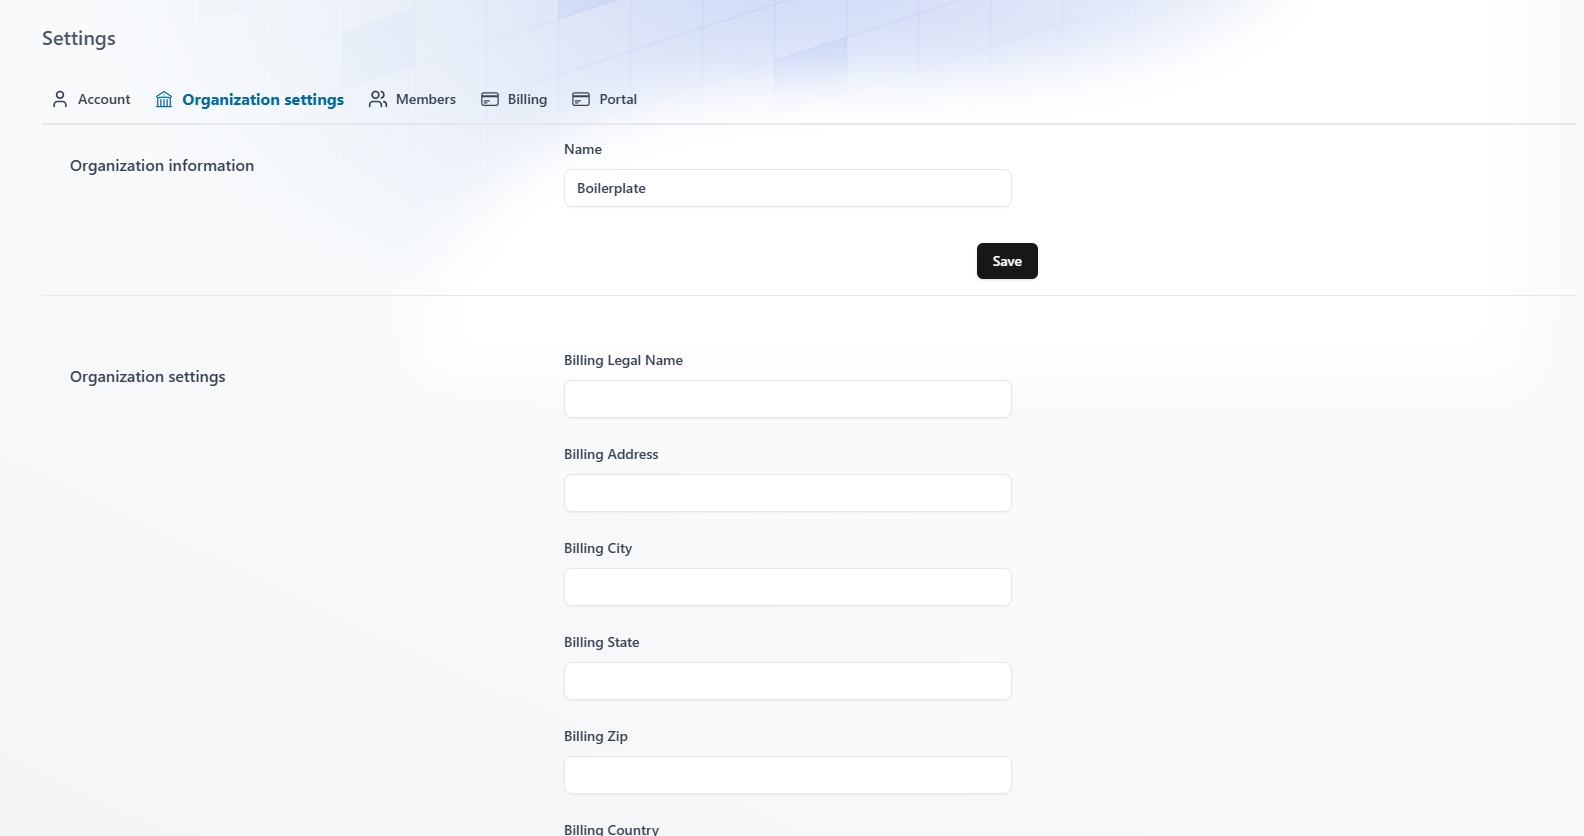 Settings
Account Organization settings Members Billing Portal
Organization information
Name
Boilerplate
Save
Organization settings
Billing Legal Name
Billing Address
Billing City
Billing State
Billing Zip
Billing Country